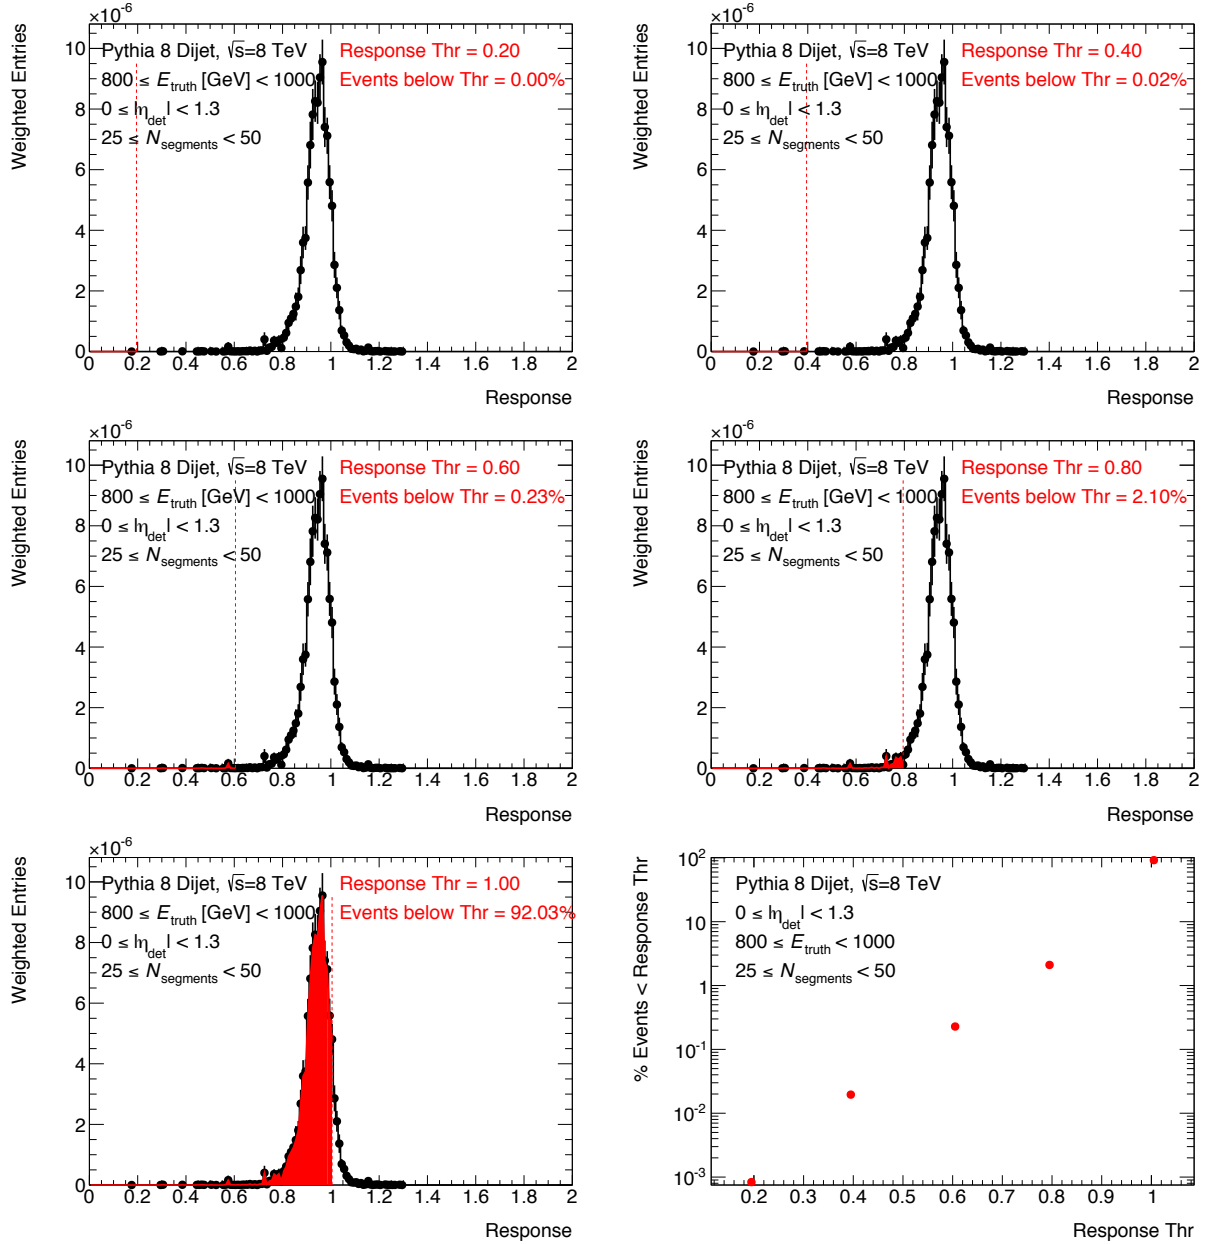 ×10⁻⁶
Weighted Entries
Pythia 8 Dijet, √s=8 TeV
800 ≤ E_truth [GeV] < 1000
0 ≤ |η_det| < 1.3
25 ≤ N_segments < 50
Response Thr = 0.20
Events below Thr = 0.00%
10
8
6
4
2
0
0 0.2 0.4 0.6 0.8 1 1.2 1.4 1.6 1.8 2
Response
×10⁻⁶
Weighted Entries
Pythia 8 Dijet, √s=8 TeV
800 ≤ E_truth [GeV] < 1000
0 ≤ |η_det| < 1.3
25 ≤ N_segments < 50
Response Thr = 0.40
Events below Thr = 0.02%
10
8
6
4
2
0
0 0.2 0.4 0.6 0.8 1 1.2 1.4 1.6 1.8 2
Response
×10⁻⁶
Weighted Entries
Pythia 8 Dijet, √s=8 TeV
800 ≤ E_truth [GeV] < 1000
0 ≤ |η_det| < 1.3
25 ≤ N_segments < 50
Response Thr = 0.60
Events below Thr = 0.23%
10
8
6
4
2
0
0 0.2 0.4 0.6 0.8 1 1.2 1.4 1.6 1.8 2
Response
×10⁻⁶
Weighted Entries
Pythia 8 Dijet, √s=8 TeV
800 ≤ E_truth [GeV] < 1000
0 ≤ |η_det| < 1.3
25 ≤ N_segments < 50
Response Thr = 0.80
Events below Thr = 2.10%
10
8
6
4
2
0
0 0.2 0.4 0.6 0.8 1 1.2 1.4 1.6 1.8 2
Response
×10⁻⁶
Weighted Entries
Pythia 8 Dijet, √s=8 TeV
800 ≤ E_truth [GeV] < 1000
0 ≤ |η_det| < 1.3
25 ≤ N_segments < 50
Response Thr = 1.00
Events below Thr = 92.03%
10
8
6
4
2
0
0 0.2 0.4 0.6 0.8 1 1.2 1.4 1.6 1.8 2
Response
% Events < Response Thr
Pythia 8 Dijet, √s=8 TeV
0 ≤ |η_det| < 1.3
800 ≤ E_truth < 1000
25 ≤ N_segments < 50
10²
10
1
10⁻¹
10⁻²
10⁻³
0.2 0.3 0.4 0.5 0.6 0.7 0.8 0.9 1
Response Thr